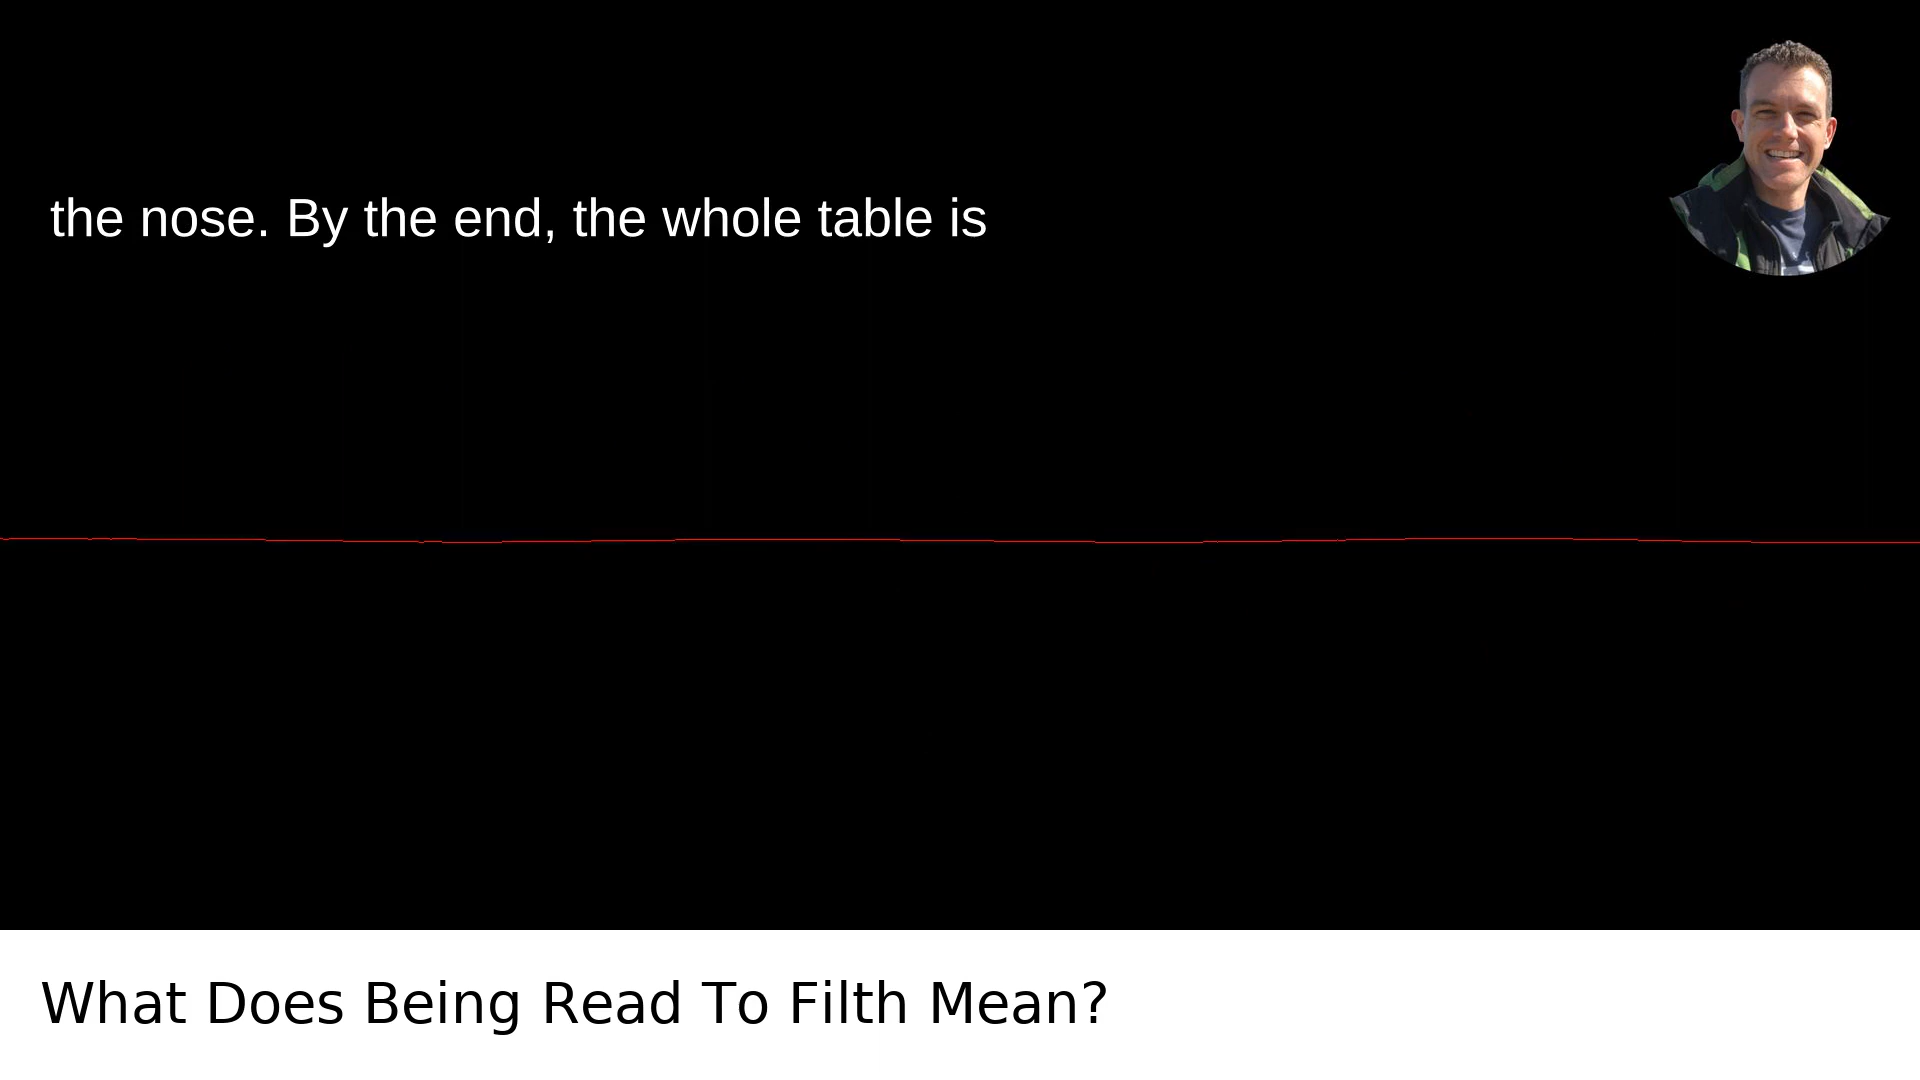 the nose. By the end, the whole table is
What Does Being Read To Filth Mean?